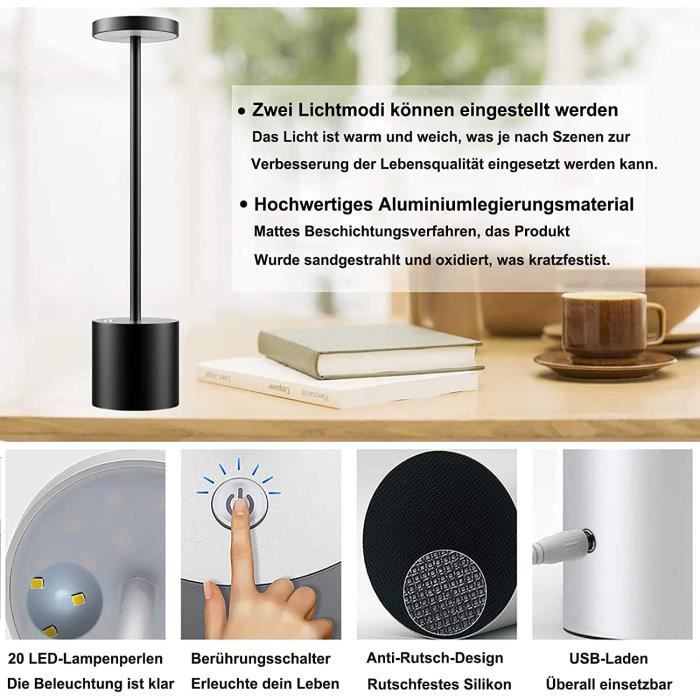 • Zwei Lichtmodi können eingestellt werden
Das Licht ist warm und weich, was je nach Szenen zur
Verbesserung der Lebensqualität eingesetzt werden kann.
• Hochwertiges Aluminiumlegierungsmaterial
Mattes Beschichtungsverfahren, das Produkt
Wurde sandgestrahlt und oxidiert, was kratzfestist.
20 LED-Lampenperlen
Die Beleuchtung ist klar
Berührungsschalter
Erleuchte dein Leben
Anti-Rutsch-Design
Rutschfestes Silikon
USB-Laden
Überall einsetzbar